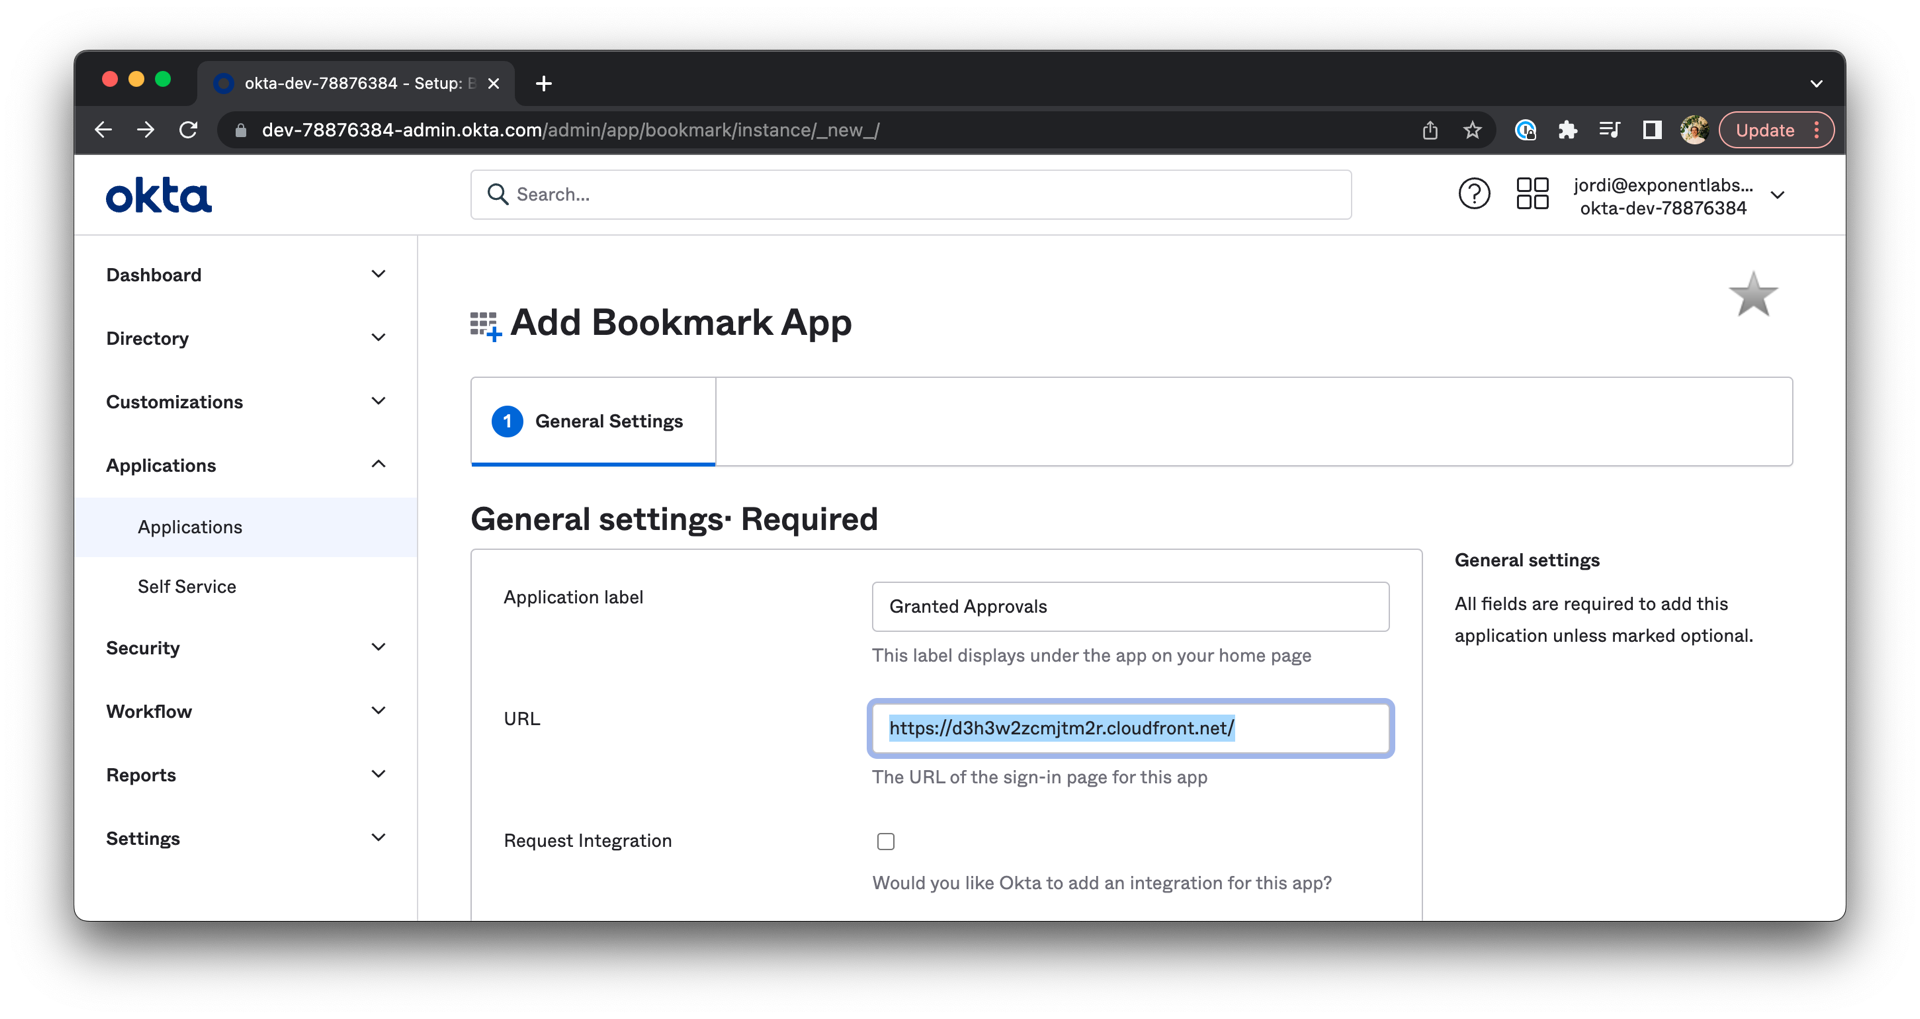 okta-dev-78876384 - Setup:
dev-78876384-admin.okta.com/admin/app/bookmark/instance/_new_/
Update
okta
Search...
jordi@exponentlabs...
okta-dev-78876384
Dashboard
Directory
Customizations
Applications
Applications
Self Service
Security
Workflow
Reports
Settings
Add Bookmark App
1 General Settings
General settings· Required
Application label
Granted Approvals
This label displays under the app on your home page
URL
https://d3h3w2zcmjtm2r.cloudfront.net/
The URL of the sign-in page for this app
Request Integration
Would you like Okta to add an integration for this app?
General settings
All fields are required to add this
application unless marked optional.